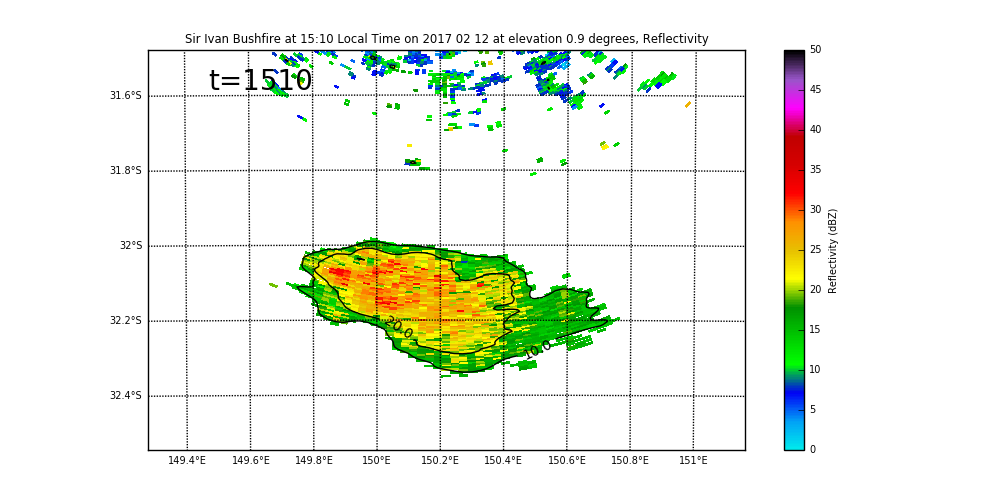 Sir Ivan Bushfire at 15:10 Local Time on 2017 02 12 at elevation 0.9 degrees, Reflectivity
t=1510
31.6°S
31.8°S
32°S
32.2°S
32.4°S
20.0
10.0
149.4°E 149.6°E 149.8°E 150°E 150.2°E 150.4°E 150.6°E 150.8°E 151°E
50
45
40
35
30
25
20
15
10
5
0
Reflectivity (dBZ)